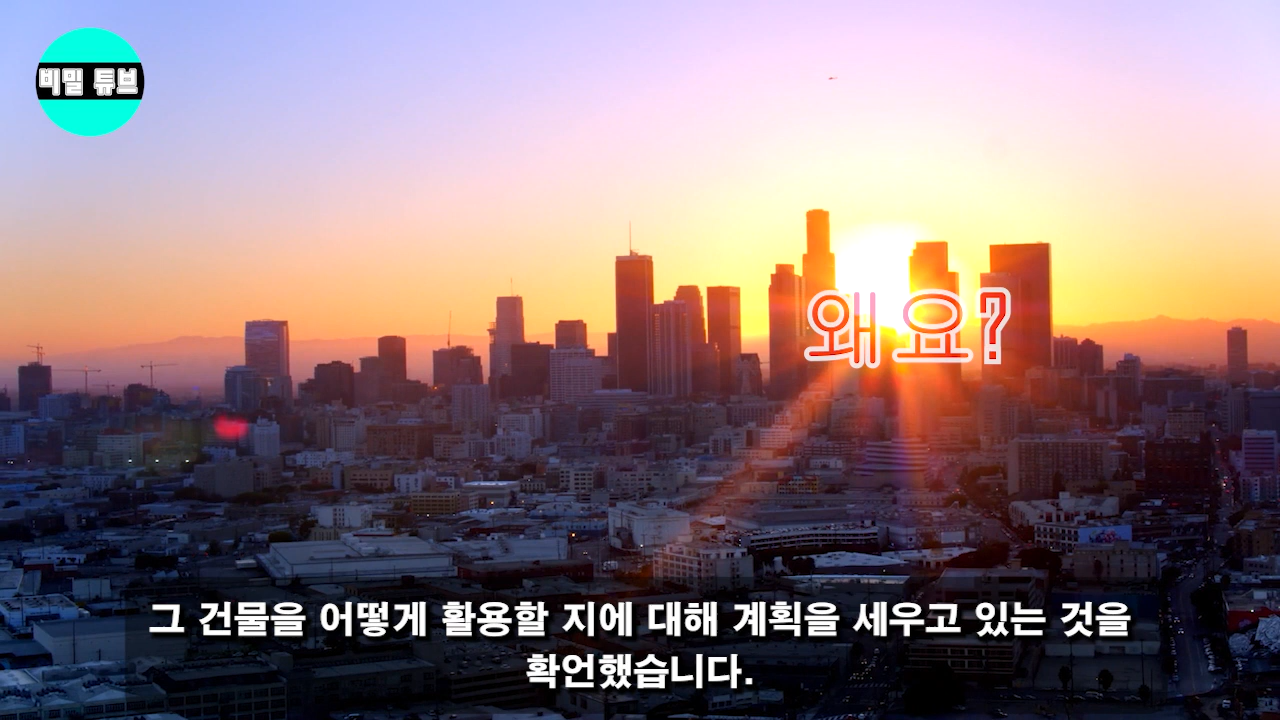 비밀 튜브
왜요?
그 건물을 어떻게 활용할 지에 대해 계획을 세우고 있는 것을
확언했습니다.